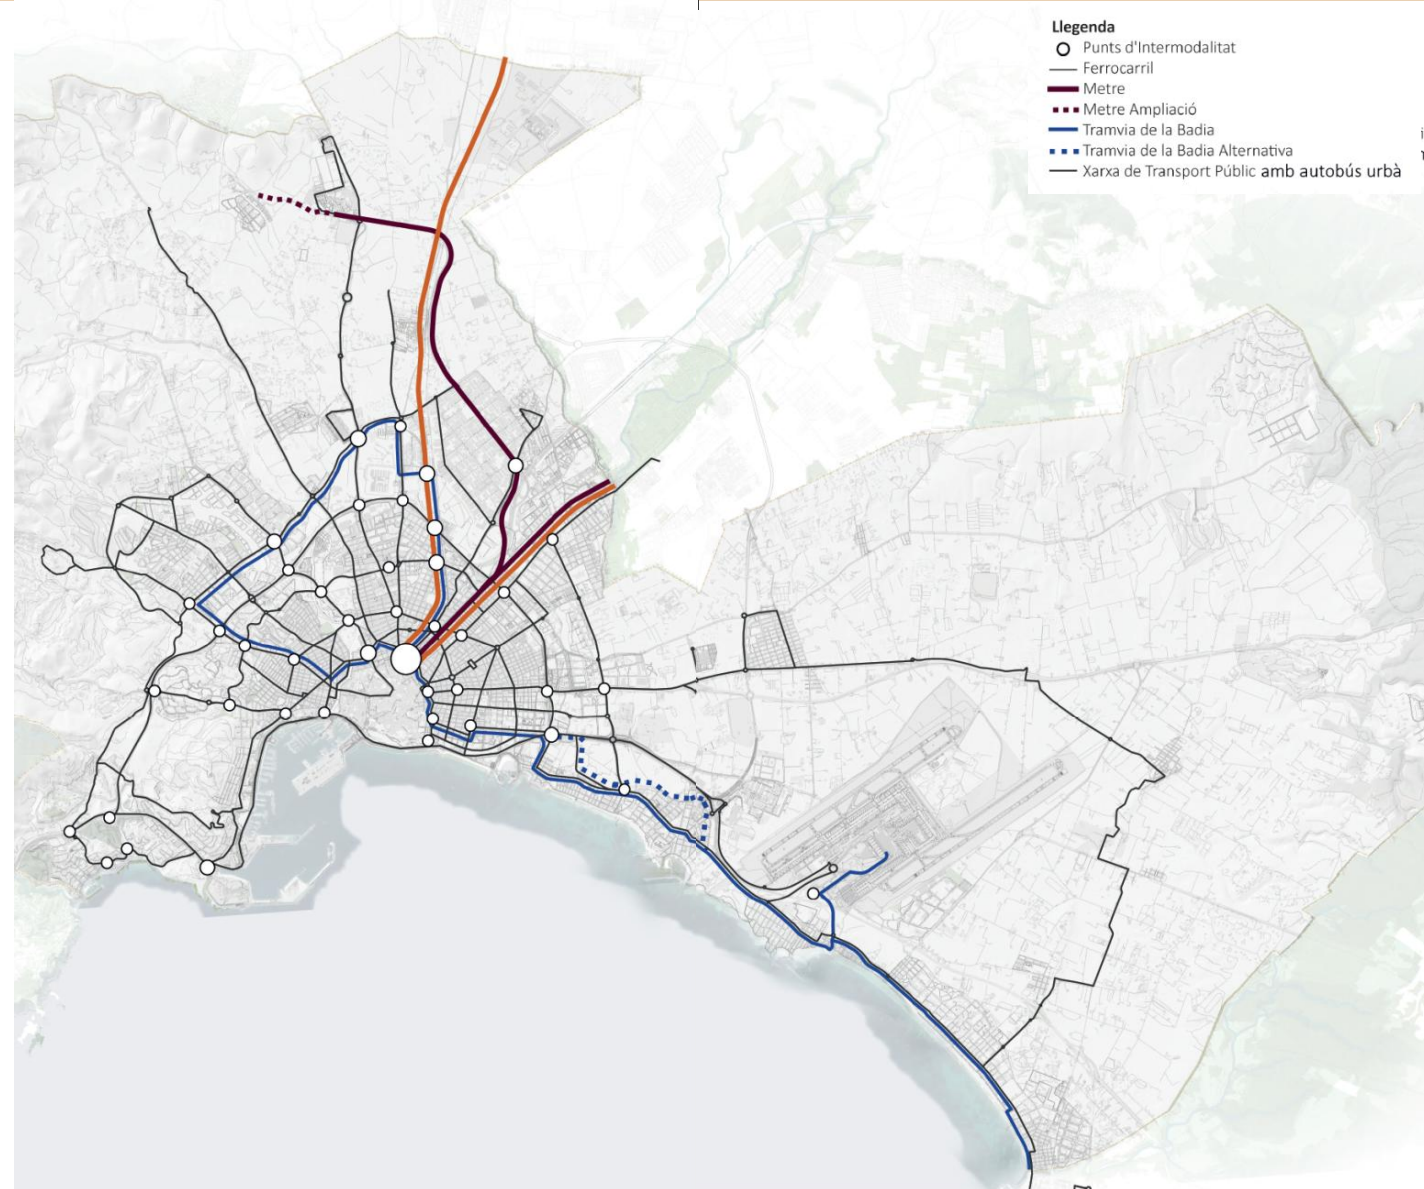 Llegenda
Punts d'Intermodalitat
Ferrocarril
Metre
Metre Ampliació
Tramvia de la Badia
Tramvia de la Badia Alternativa
Xarxa de Transport Públic amb autobús urbà